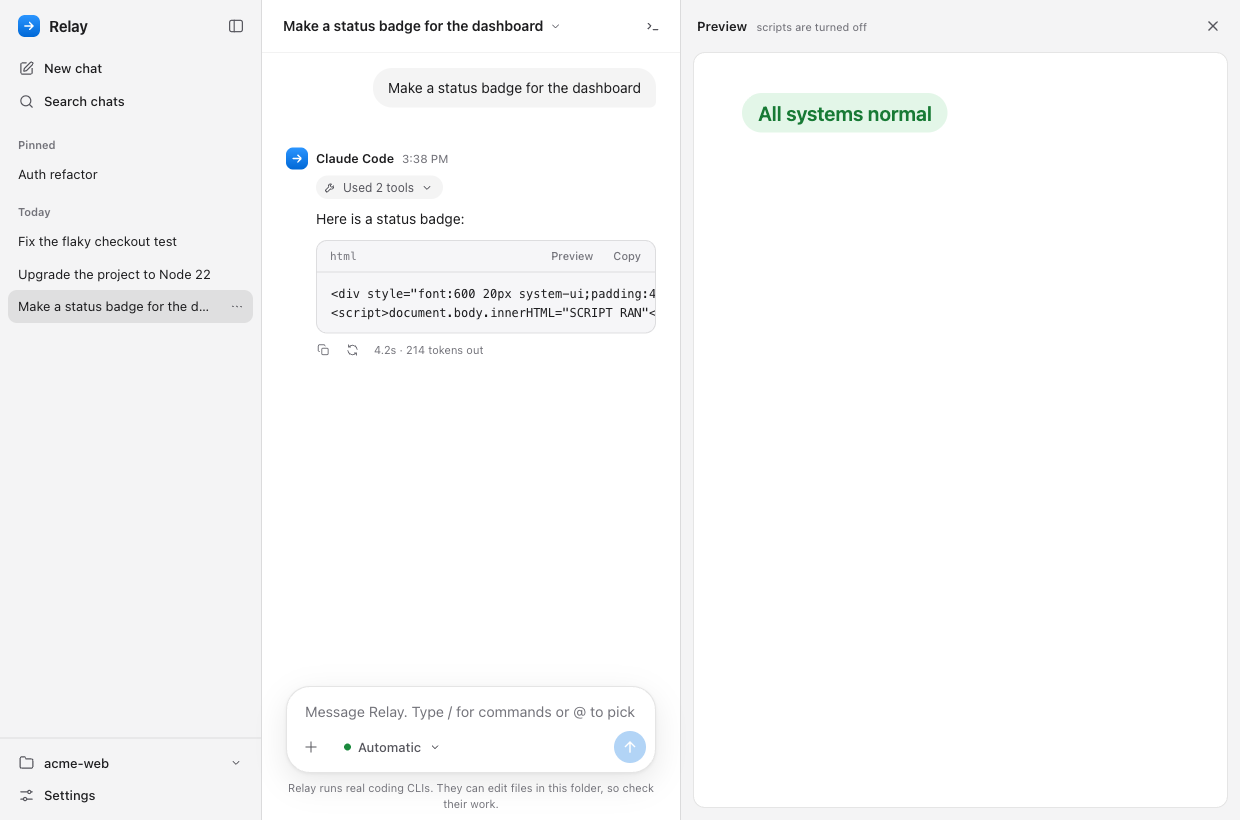 Relay
New chat
Search chats
Pinned
Auth refactor
Today
Fix the flaky checkout test
Upgrade the project to Node 22
Make a status badge for the d...
acme-web
Settings
Make a status badge for the dashboard
Make a status badge for the dashboard
Claude Code 3:38 PM
Used 2 tools
Here is a status badge:
html Preview Copy
<div style="font:600 20px system-ui;padding:4
<script>document.body.innerHTML="SCRIPT RAN"<
4.2s · 214 tokens out
Message Relay. Type / for commands or @ to pick
Automatic
Relay runs real coding CLIs. They can edit files in this folder, so check
their work.
Preview scripts are turned off
All systems normal